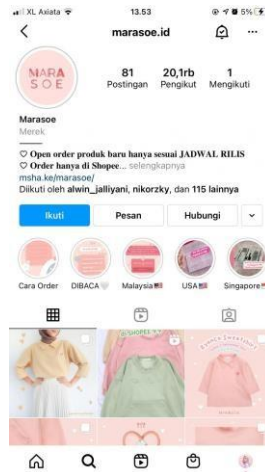 XL Axiata
13.53
5%
marasoe.id
MARA
SOE
81
Postingan
20,1rb
Pengikut
1
Mengikuti
Marasoe
Merek
♡ Open order produk baru hanya sesuai JADWAL RILIS
♡ Order hanya di Shopee... selengkapnya
msha.ke/marasoe/
Diikuti oleh alwin_jalliyani, nikorzky, dan 115 lainnya
Ikuti
Pesan
Hubungi
Cara Order
DIBACA
Malaysia
USA
Singapore